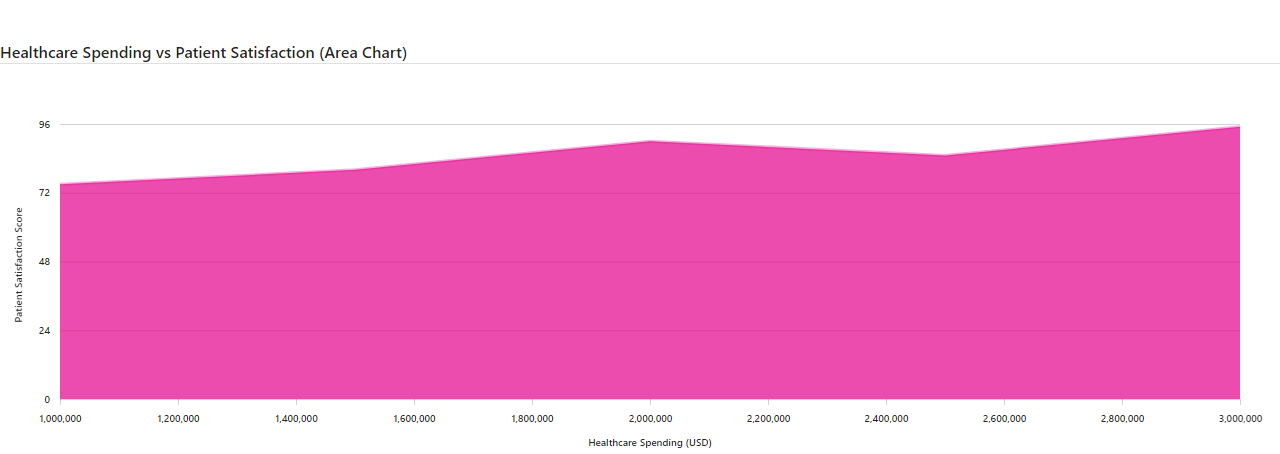 Healthcare Spending vs Patient Satisfaction (Area Chart)
96
72
48
24
0
Patient Satisfaction Score
1,000,000 1,200,000 1,400,000 1,600,000 1,800,000 2,000,000 2,200,000 2,400,000 2,600,000 2,800,000 3,000,000
Healthcare Spending (USD)